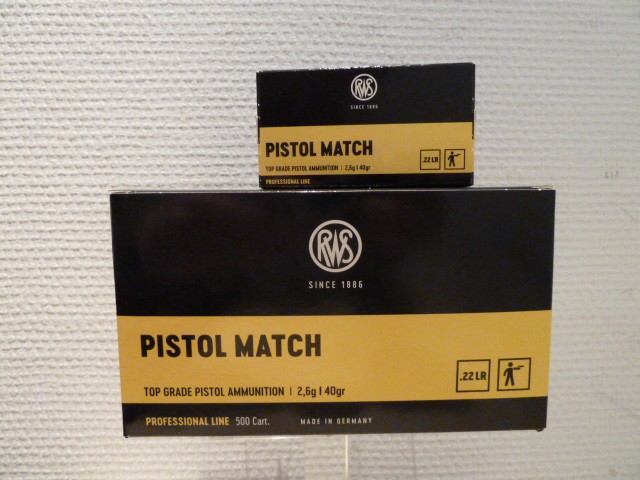 RWS
SINCE 1886
PISTOL MATCH
TOP GRADE PISTOL AMMUNITION | 2,6g | 40gr
.22 LR
PROFESSIONAL LINE
RWS
SINCE 1886
PISTOL MATCH
.22 LR
TOP GRADE PISTOL AMMUNITION | 2,6g | 40gr
PROFESSIONAL LINE 500 Cart. MADE IN GERMANY